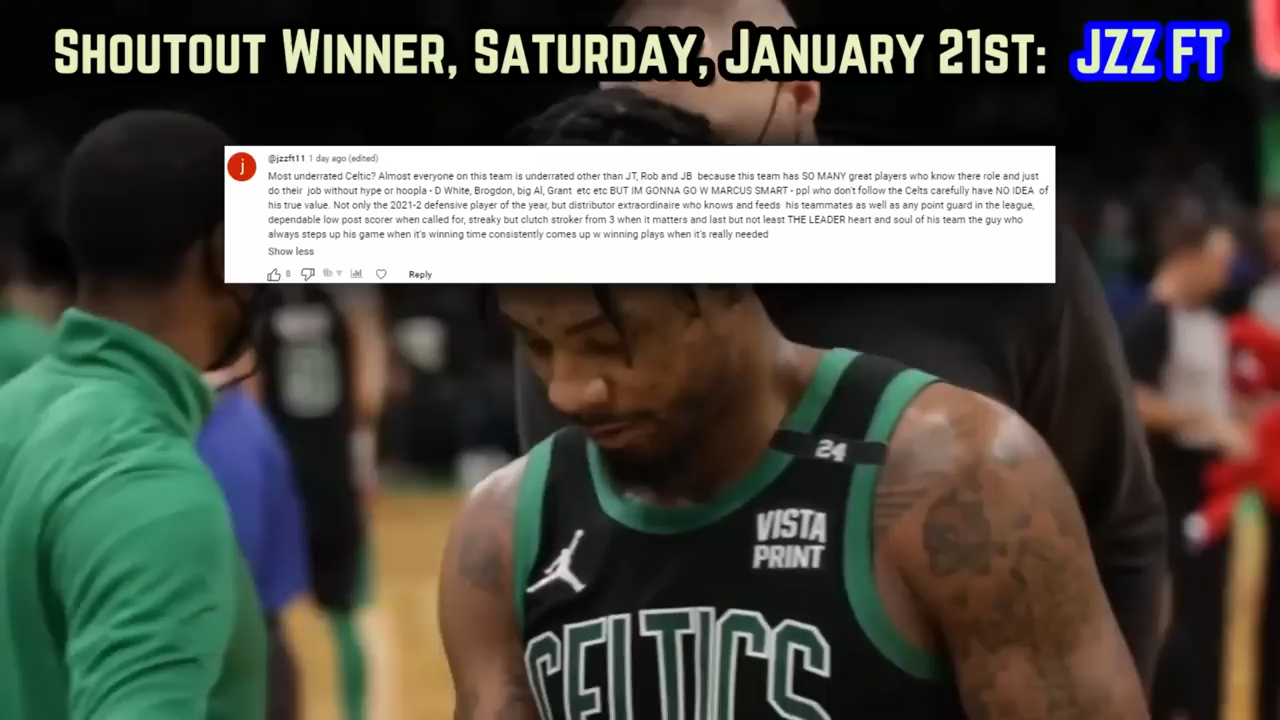 SHOUTOUT WINNER, SATURDAY, JANUARY 21ST: JZZ FT
j
@jzzft11 1 day ago (edited)
Most underrated Celtic? Almost everyone on this team is underrated other than JT, Rob and JB because this team has SO MANY great players who know there role and just
do their job without hype or hoopla - D White, Brogdon, big Al, Grant etc etc BUT IM GONNA GO W MARCUS SMART - ppl who don't follow the Celts carefully have NO IDEA of
his true value. Not only the 2021-2 defensive player of the year, but distributor extraordinaire who knows and feeds his teammates as well as any point guard in the league,
dependable low post scorer when called for, streaky but clutch stroker from 3 when it matters and last but not least THE LEADER heart and soul of his team the guy who
always steps up his game when it's winning time consistently comes up w winning plays when it's really needed
Show less
8 Reply
24
VISTA
PRINT
CELTICS